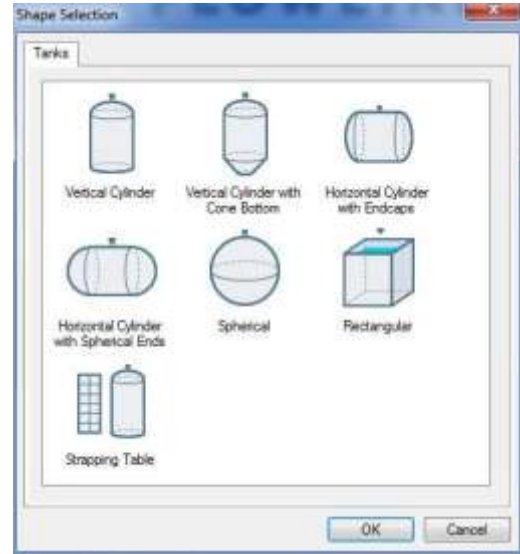 Shape Selection
Tanks
Vertical Cylinder
Vertical Cylinder with
Cone Bottom
Horizontal Cylinder
with Endcaps
Horizontal Cylinder
with Spherical Ends
Spherical
Rectangular
Strapping Table
OK
Cancel